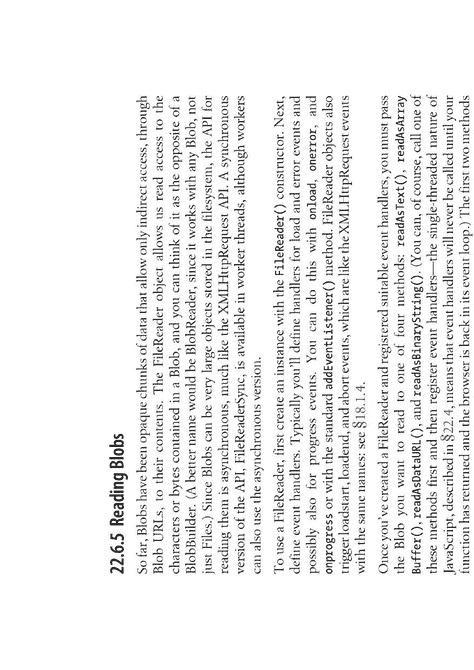 22.6.5 Reading Blobs
So far, Blobs have been opaque chunks of data that allow only indirect access, through
Blob URLs, to their contents. The FileReader object allows us read access to the
characters or bytes contained in a Blob, and you can think of it as the opposite of a
BlobBuilder. (A better name would be BlobReader, since it works with any Blob, not
just Files.) Since Blobs can be very large objects stored in the filesystem, the API for
reading them is asynchronous, much like the XMLHttpRequest API. A synchronous
version of the API, FileReaderSync, is available in worker threads, although workers
can also use the asynchronous version.
To use a FileReader, first create an instance with the FileReader() constructor. Next,
define event handlers. Typically you'll define handlers for load and error events and
possibly also for progress events. You can do this with onload, onerror, and
onprogress or with the standard addEventListener() method. FileReader objects also
trigger loadstart, loadend, and abort events, which are like the XMLHttpRequest events
with the same names: see §18.1.4.
Once you've created a FileReader and registered suitable event handlers, you must pass
the Blob you want to read to one of four methods: readAsText(), readAsArray
Buffer(), readAsDataURL(), and readAsBinaryString(). (You can, of course, call one of
these methods first and then register event handlers—the single-threaded nature of
JavaScript, described in §22.4, means that event handlers will never be called until your
function has returned and the browser is back in its event loop.) The first two methods